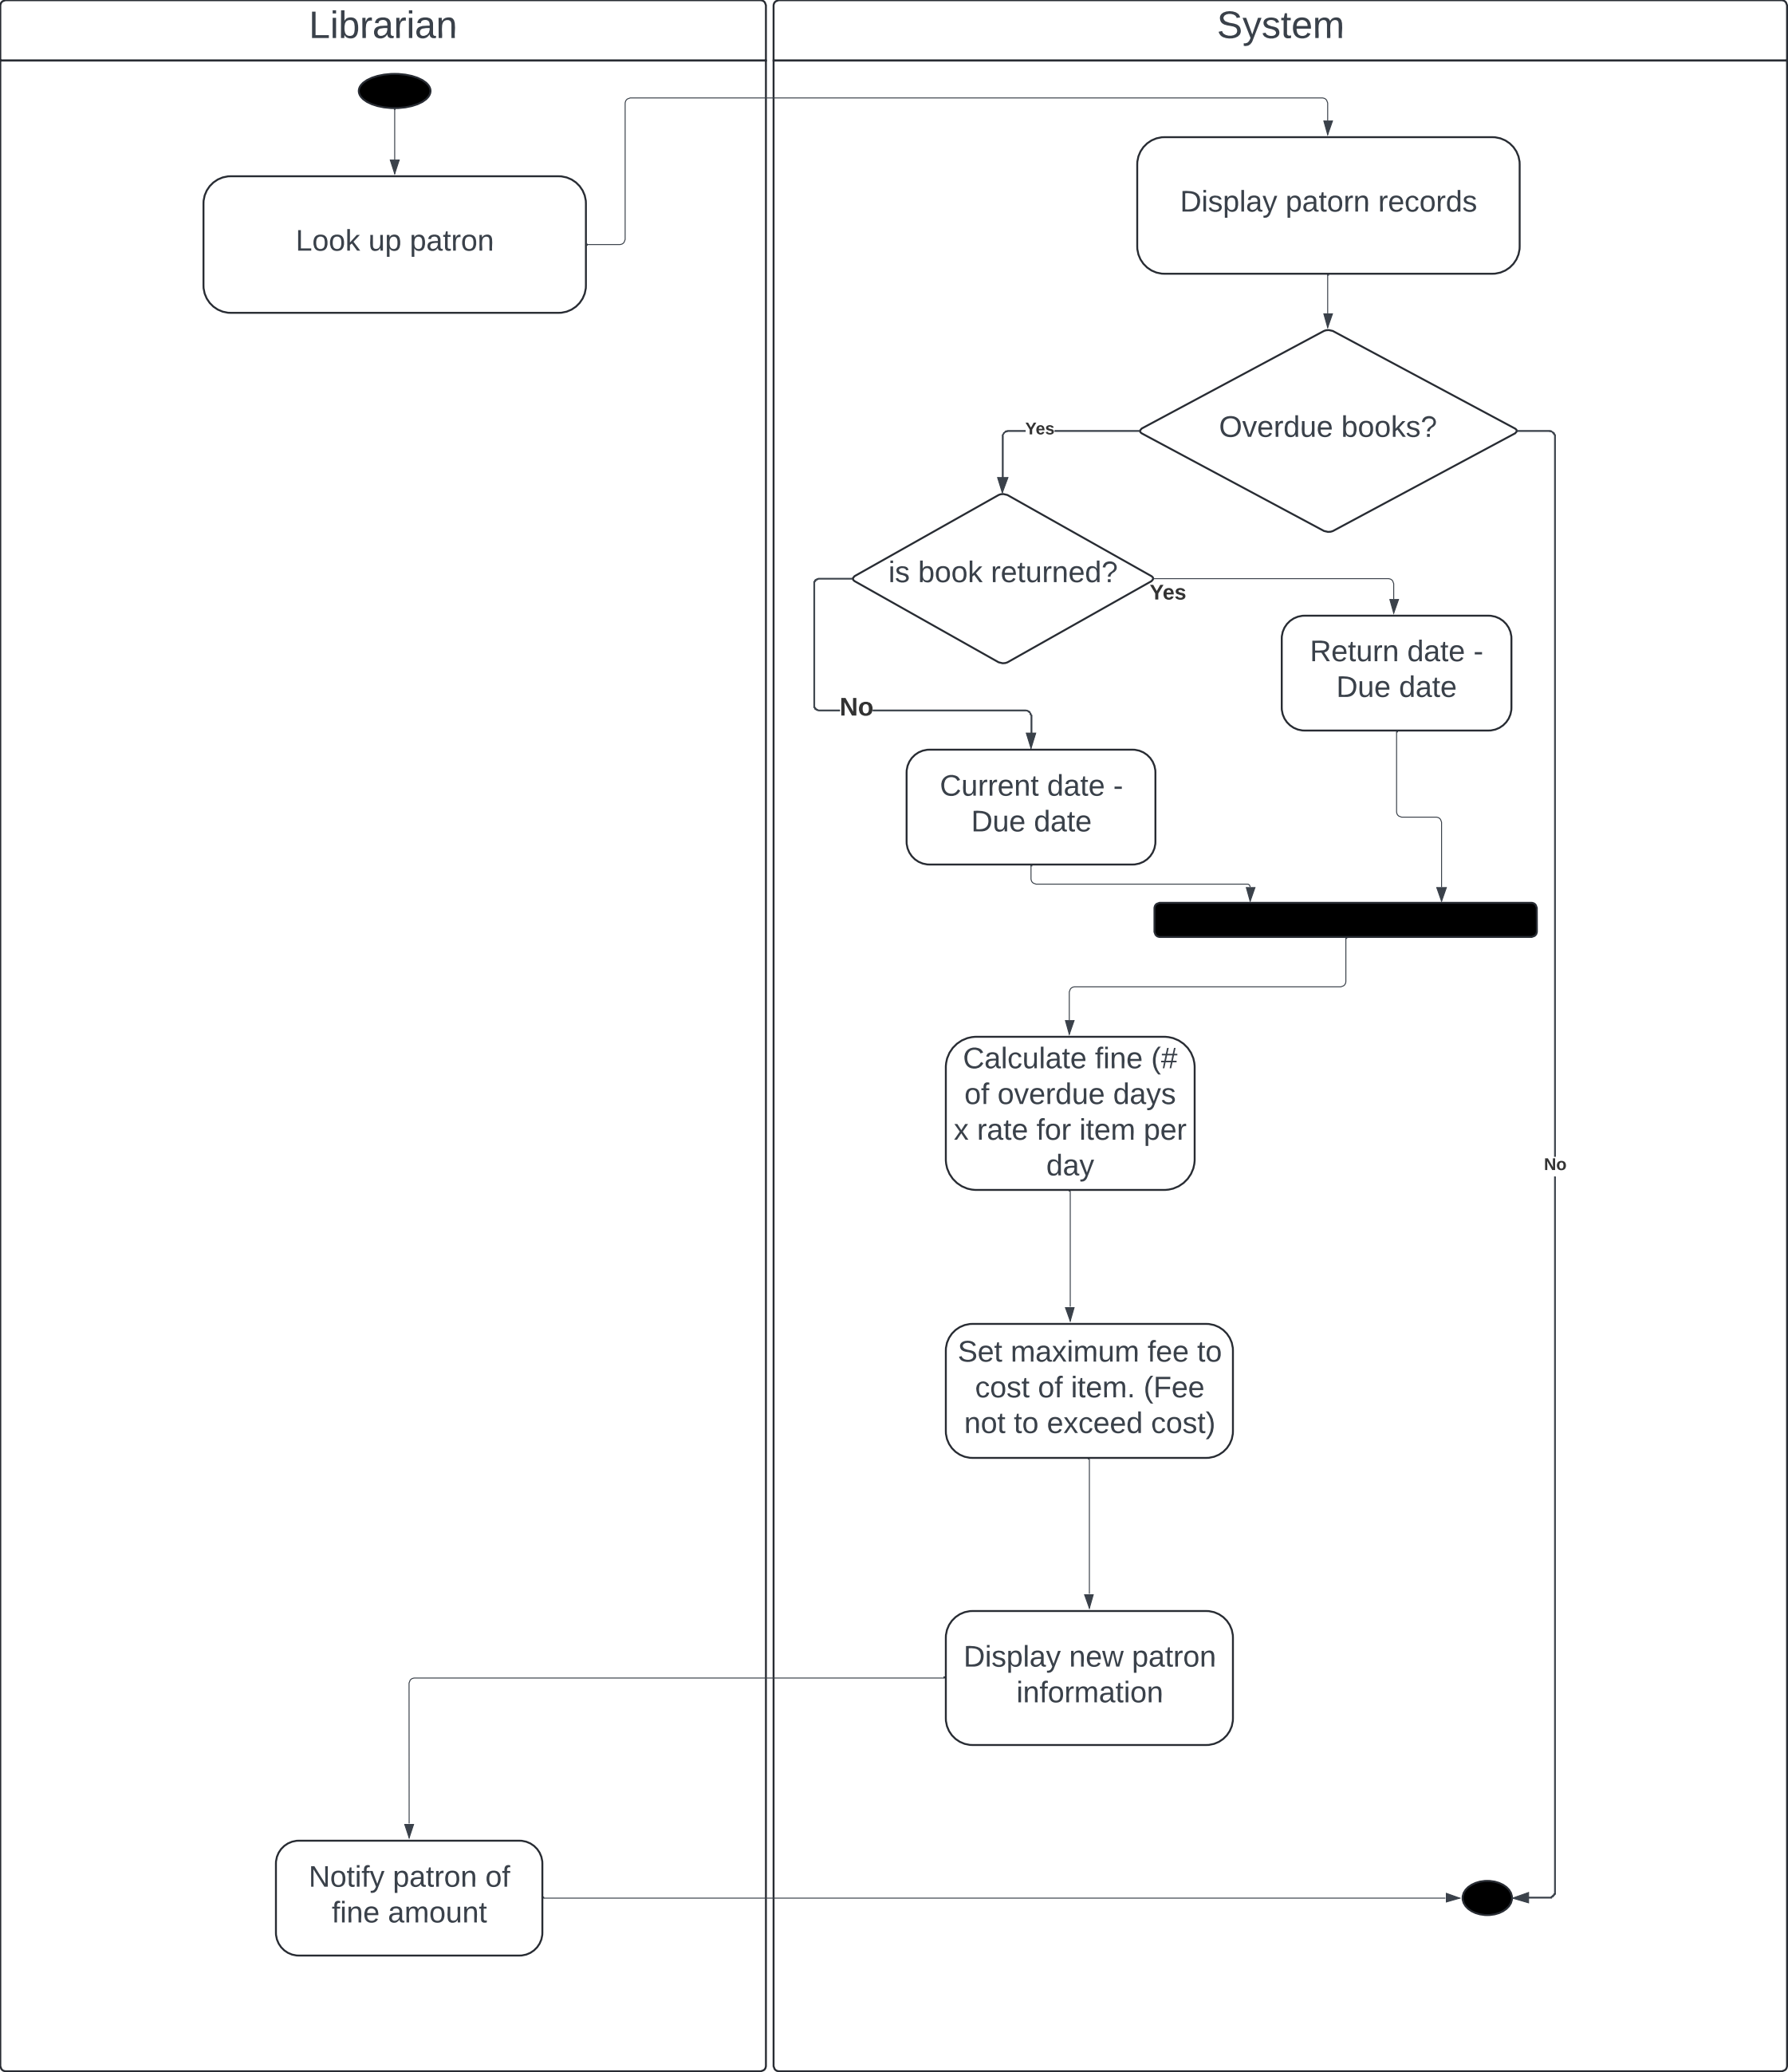 Librarian
System
Look up patron
Display patorn records
Overdue books?
Yes
is book returned?
Yes
Return date -
Due date
No
Current date -
Due date
Calculate fine (#
of overdue days
x rate for item per
day
No
Set maximum fee to
cost of item. (Fee
not to exceed cost)
Display new patron
information
Notify patron of
fine amount